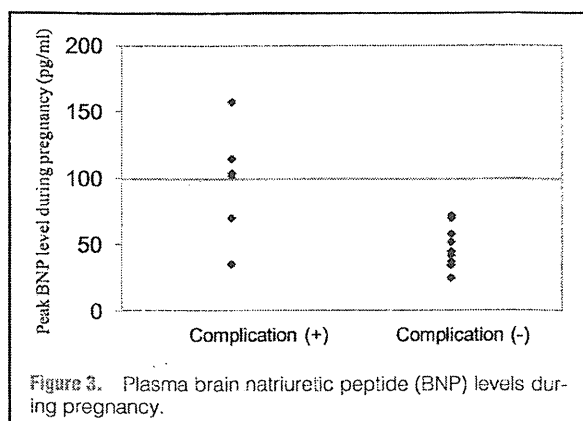 Peak BNP level during pregnancy (pg/ml)
200
150
100
50
0
Complication (+)
Complication (-)
Figure 3. Plasma brain natriuretic peptide (BNP) levels dur-
ing pregnancy.